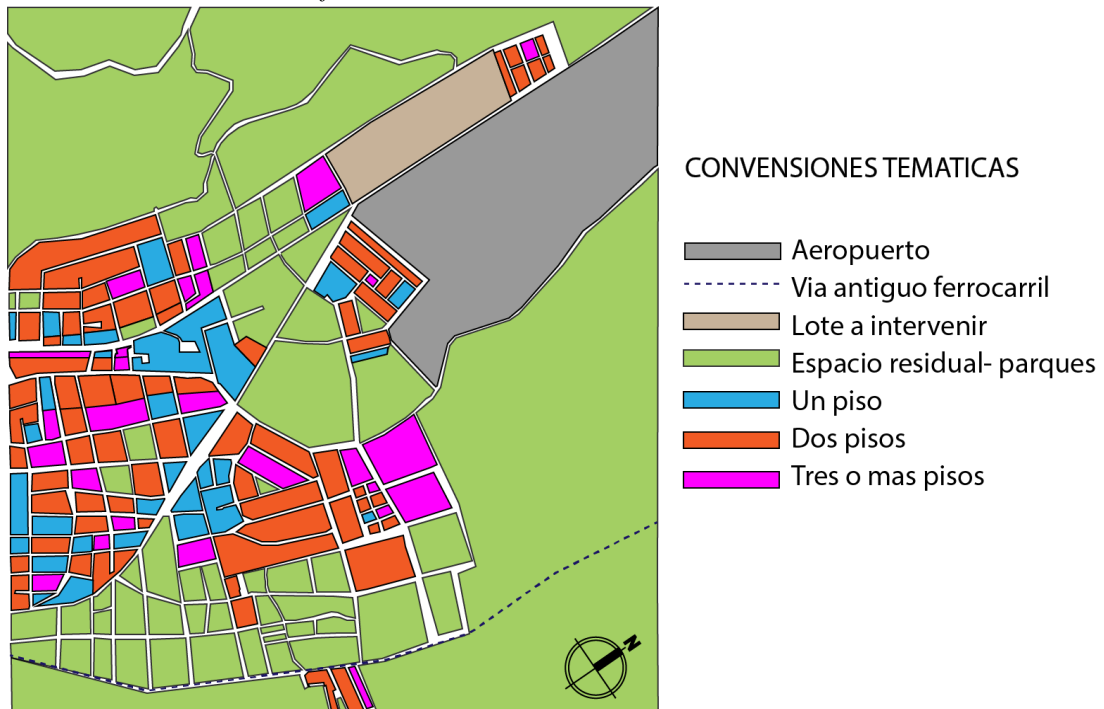 CONVENSIONES TEMATICAS
Aeropuerto
Via antiguo ferrocarril
Lote a intervenir
Espacio residual- parques
Un piso
Dos pisos
Tres o mas pisos
N